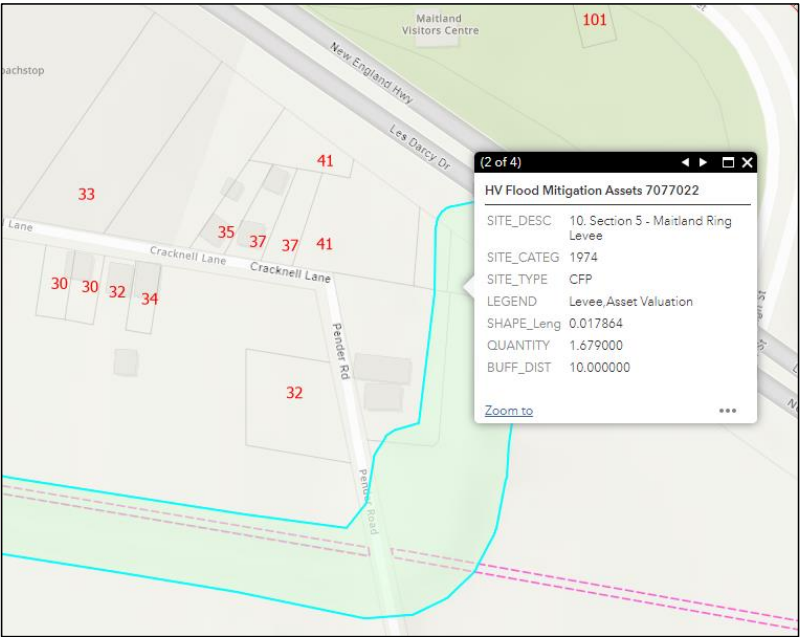 Maitland
Visitors Centre
101
New England Hwy
oachstop
Les Darcy Dr
41
33
35
37
37
41
Lane
Cracknell Lane
Cracknell Lane
30
30
32
34
Pender Rd
32
Pender Road
(2 of 4)
HV Flood Mitigation Assets 7077022
SITE_DESC 10. Section 5 - Maitland Ring
Levee
SITE_CATEG 1974
SITE_TYPE CFP
LEGEND Levee,Asset Valuation
SHAPE_Leng 0.017864
QUANTITY 1.679000
BUFF_DIST 10.000000
Zoom to